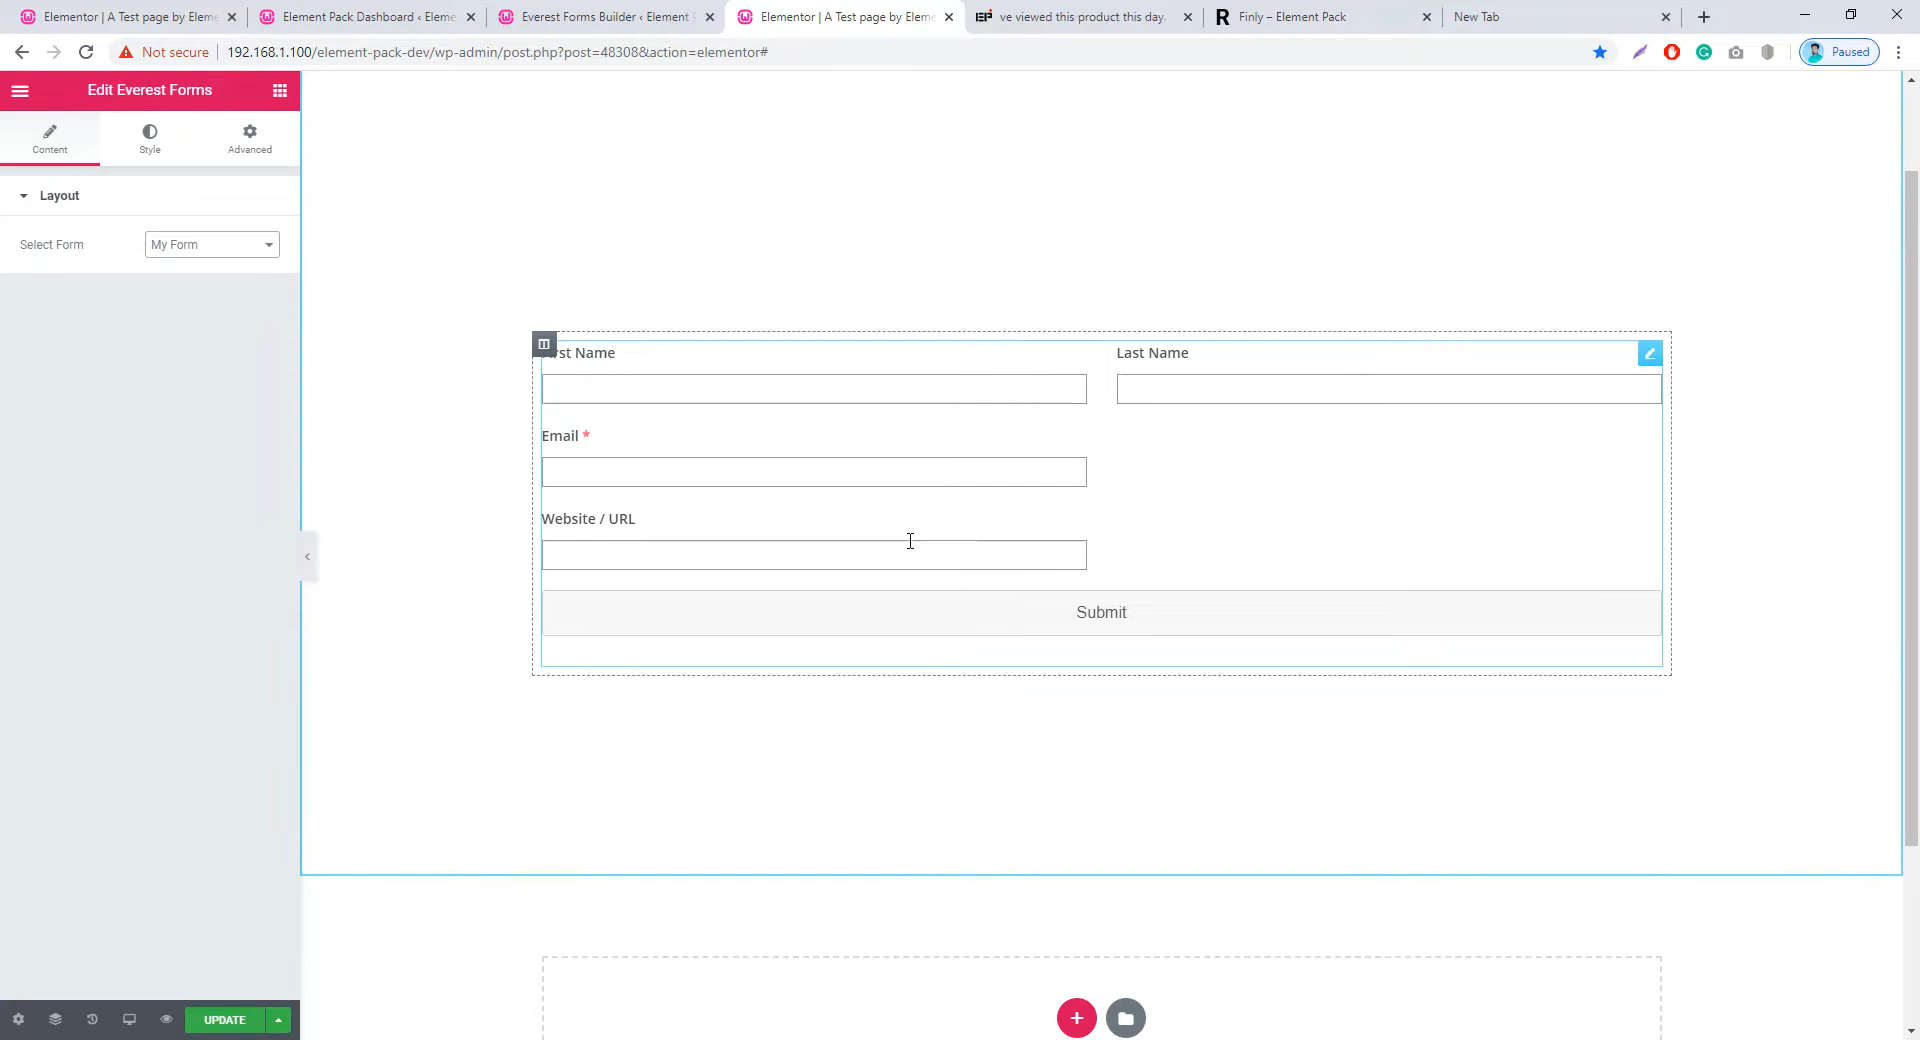 Elementor | A Test page by Eleme
Element Pack Dashboard ‹ Eleme
Everest Forms Builder ‹ Element
Elementor | A Test page by Eleme
ve viewed this product this day.
Finly – Element Pack
New Tab
Not secure
192.168.1.100/element-pack-dev/wp-admin/post.php?post=48308&action=elementor#
Paused
Edit Everest Forms
Content
Style
Advanced
Layout
Select Form
My Form
rst Name
Last Name
Email *
Website / URL
Submit
UPDATE